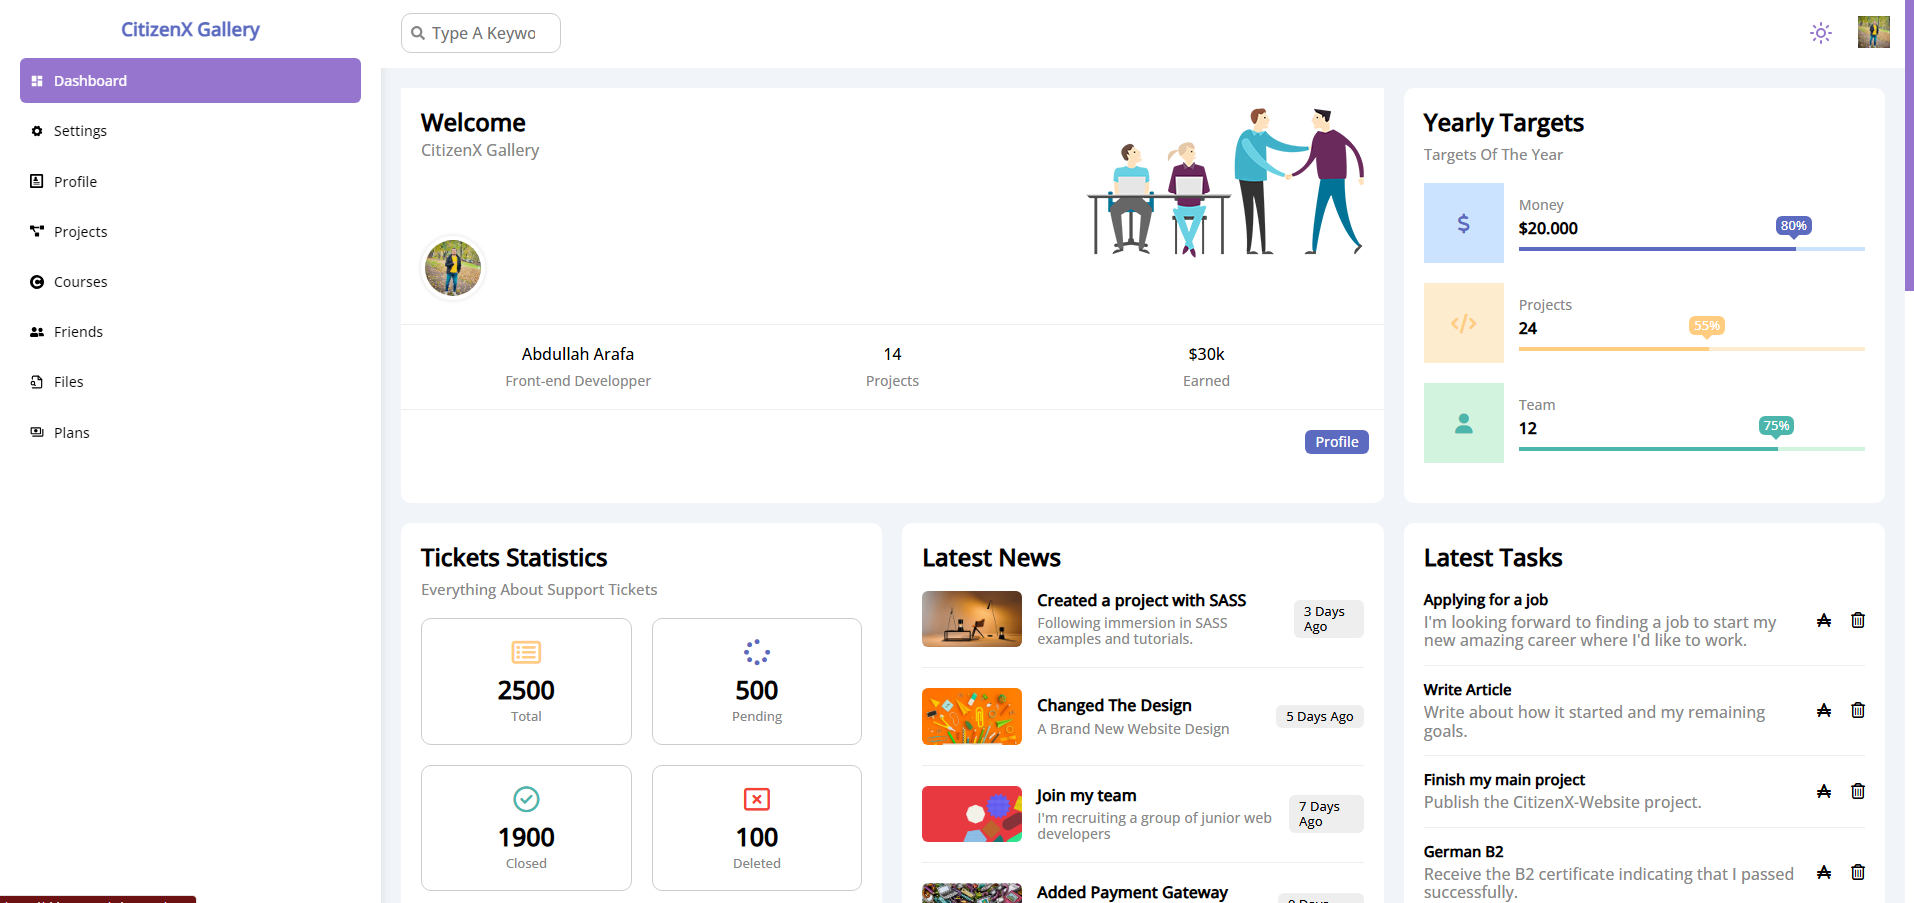 CitizenX Gallery
Dashboard
Settings
Profile
Projects
Courses
Friends
Files
Plans
Type A Keywo
Welcome
CitizenX Gallery
Abdullah Arafa
Front-end Developper
14
Projects
$30k
Earned
Profile
Yearly Targets
Targets Of The Year
Money
$20.000
80%
Projects
24
55%
Team
12
75%
Tickets Statistics
Everything About Support Tickets
2500
Total
500
Pending
1900
Closed
100
Deleted
Latest News
Created a project with SASS
Following immersion in SASS
examples and tutorials.
3 Days
Ago
Changed The Design
A Brand New Website Design
5 Days Ago
Join my team
I'm recruiting a group of junior web
developers
7 Days
Ago
Added Payment Gateway
Latest Tasks
Applying for a job
I'm looking forward to finding a job to start my
new amazing career where I'd like to work.
Write Article
Write about how it started and my remaining
goals.
Finish my main project
Publish the CitizenX-Website project.
German B2
Receive the B2 certificate indicating that I passed
successfully.